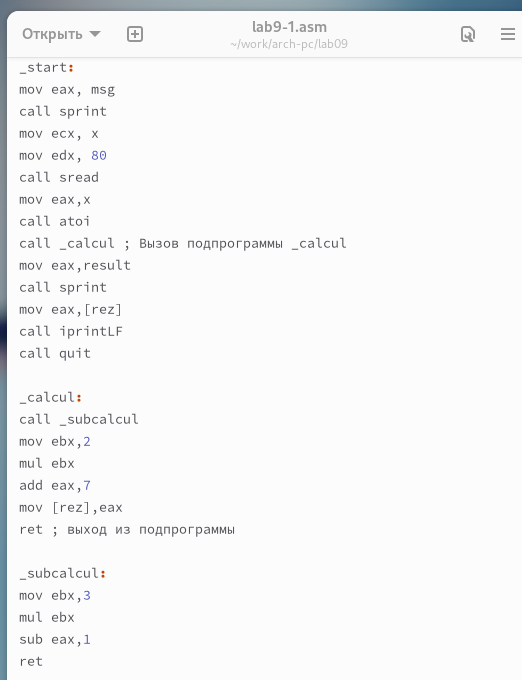 Открыть
lab9-1.asm
~/work/arch-pc/lab09
_start:
mov eax, msg
call sprint
mov ecx, x
mov edx, 80
call sread
mov eax,x
call atoi
call _calcul ; Вызов подпрограммы _calcul
mov eax,result
call sprint
mov eax,[rez]
call iprintLF
call quit

_calcul:
call _subcalcul
mov ebx,2
mul ebx
add eax,7
mov [rez],eax
ret ; выход из подпрограммы

_subcalcul:
mov ebx,3
mul ebx
sub eax,1
ret